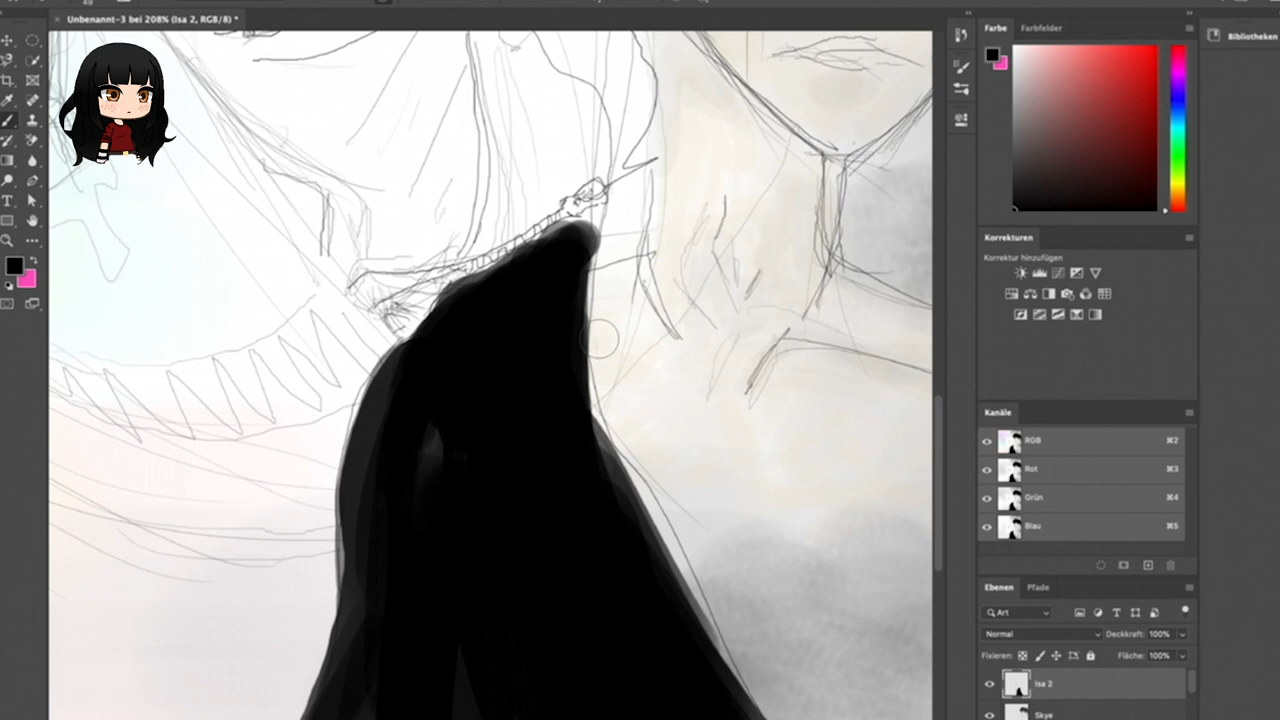 Unbenannt-3 bei 208% (Isa 2, RGB/8) *
Farbe
Farbfelder
Bibliotheken
Korrekturen
Korrektur hinzufügen
Kanäle
RGB ⌘2
Rot ⌘3
Grün ⌘4
Blau ⌘5
Ebenen
Pfade
Art
Normal
Deckkraft: 100%
Fixieren:
Fläche: 100%
Isa 2
Skye